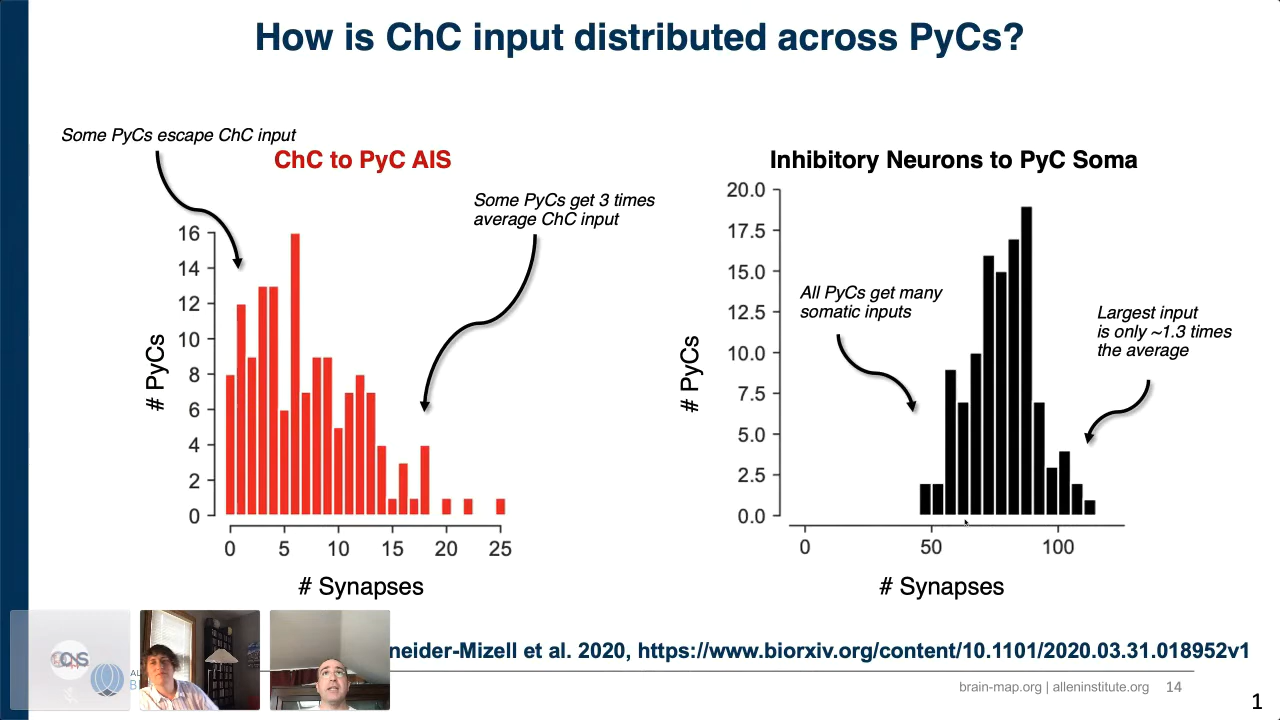 How is ChC input distributed across PyCs?
Some PyCs escape ChC input
ChC to PyC AIS
Some PyCs get 3 times
average ChC input
16
14
12
10
8
6
4
2
0
# PyCs
0 5 10 15 20 25
# Synapses
Inhibitory Neurons to PyC Soma
20.0
17.5
15.0
12.5
10.0
7.5
5.0
2.5
0.0
# PyCs
All PyCs get many
somatic inputs
Largest input
is only ~1.3 times
the average
0 50 100
# Synapses
neider-Mizell et al. 2020, https://www.biorxiv.org/content/10.1101/2020.03.31.018952v1
brain-map.org | alleninstitute.org 14
1